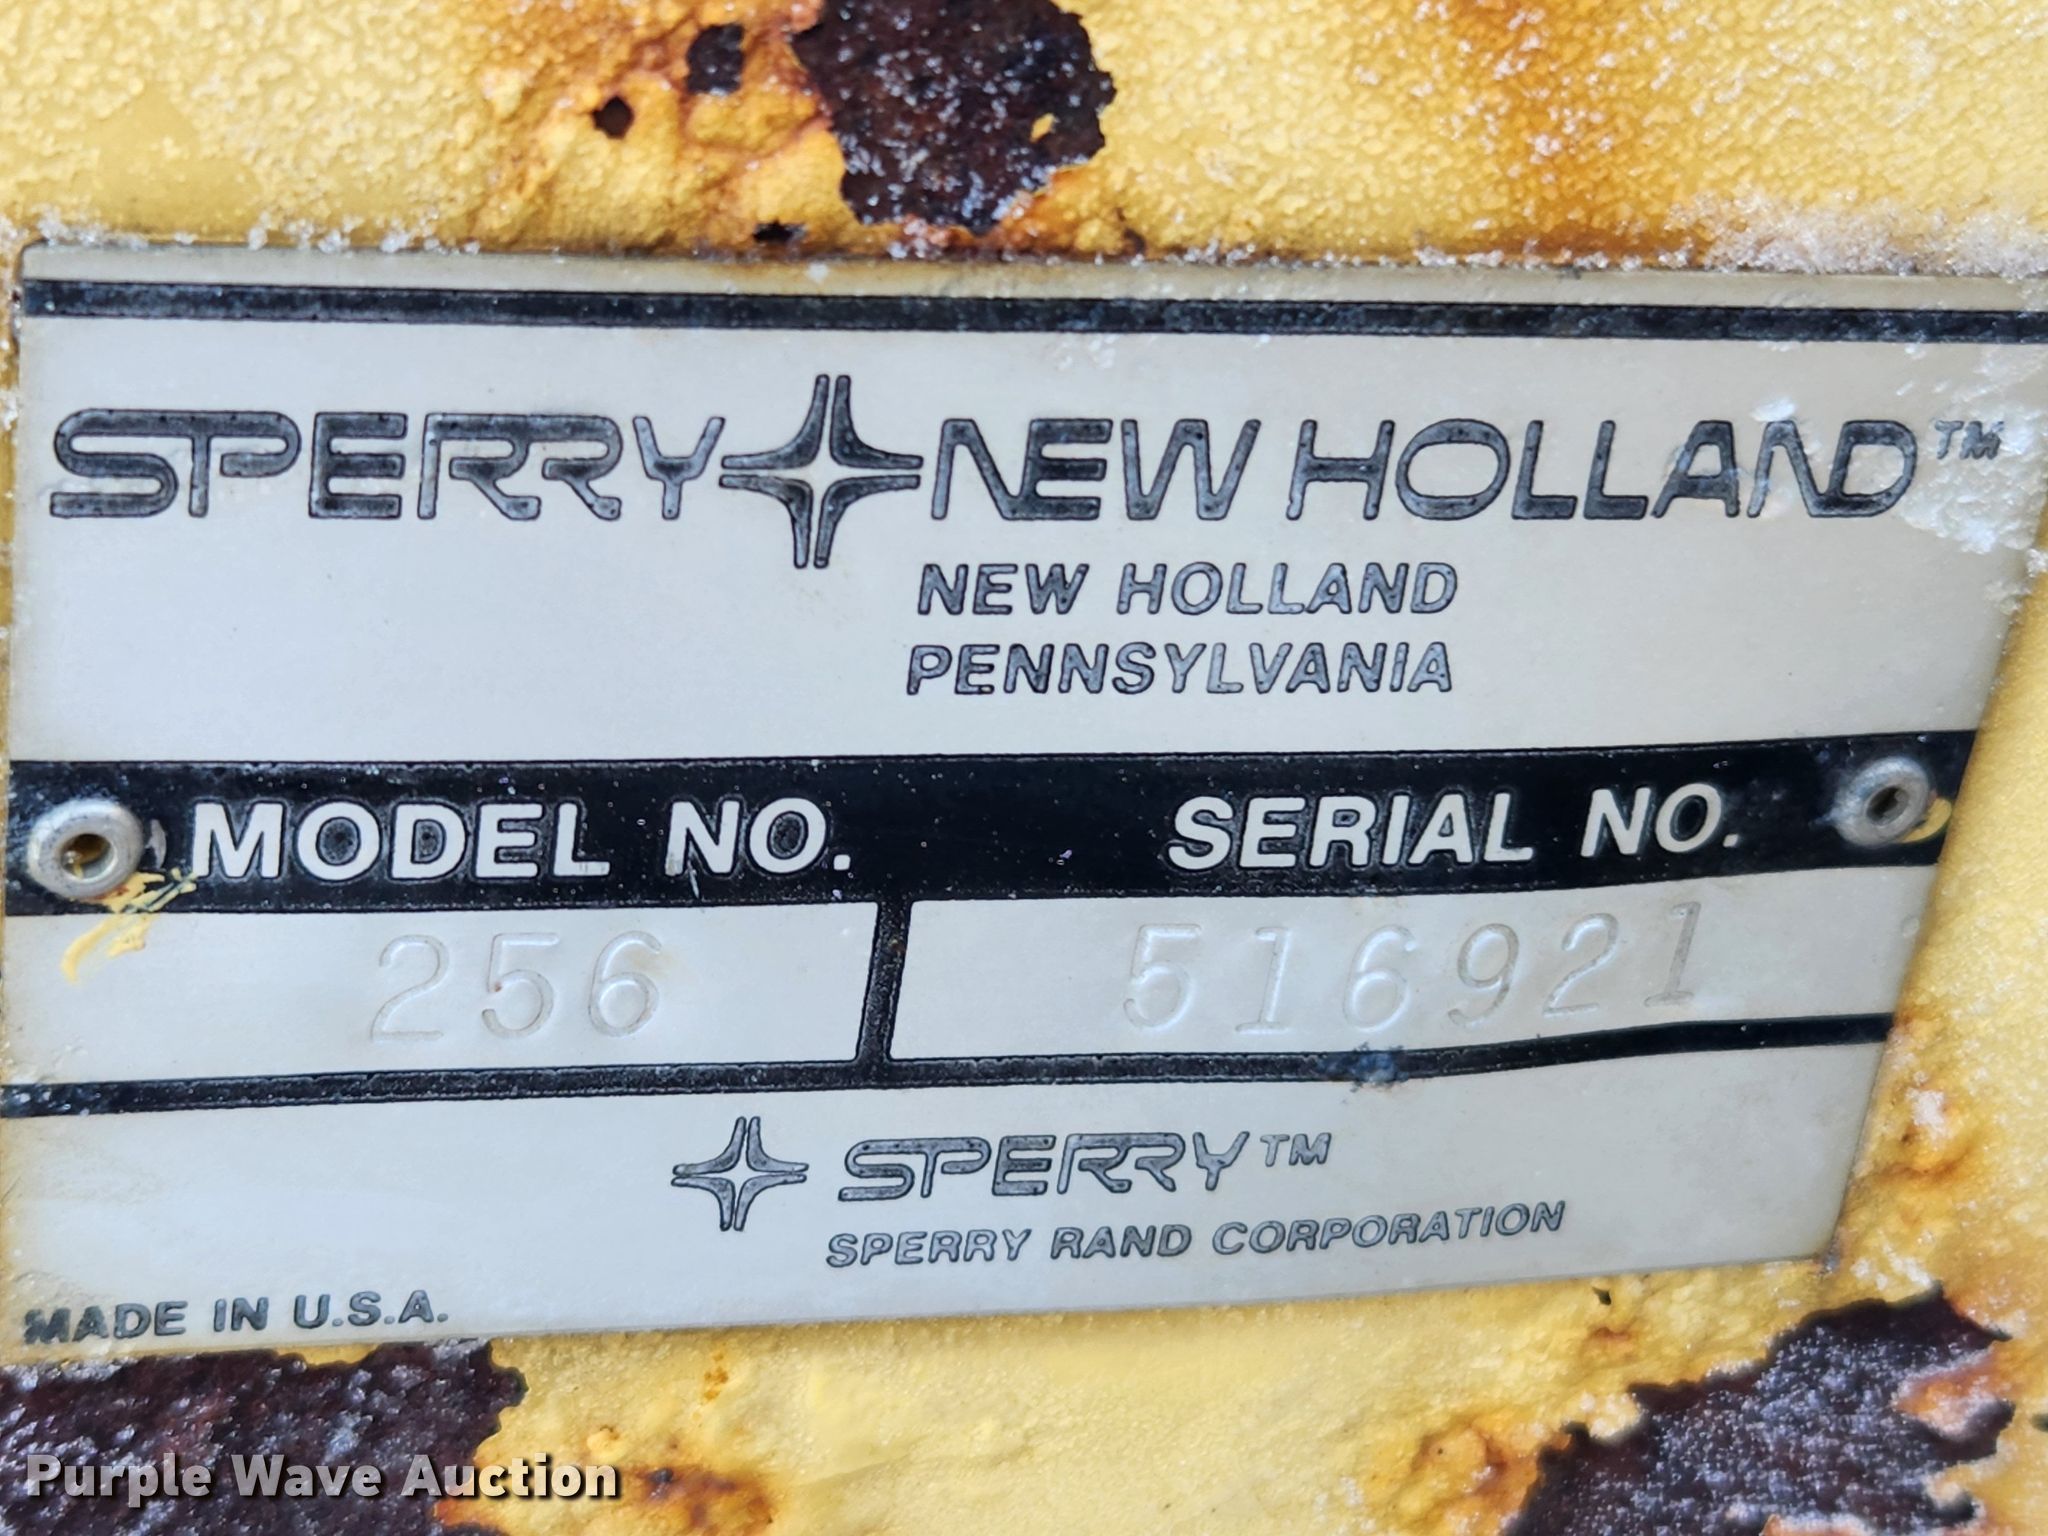 SPERRY NEW HOLLAND™
NEW HOLLAND
PENNSYLVANIA
MODEL NO. SERIAL NO.
256 516921
SPERRY™
SPERRY RAND CORPORATION
MADE IN U.S.A.
Purple Wave Auction